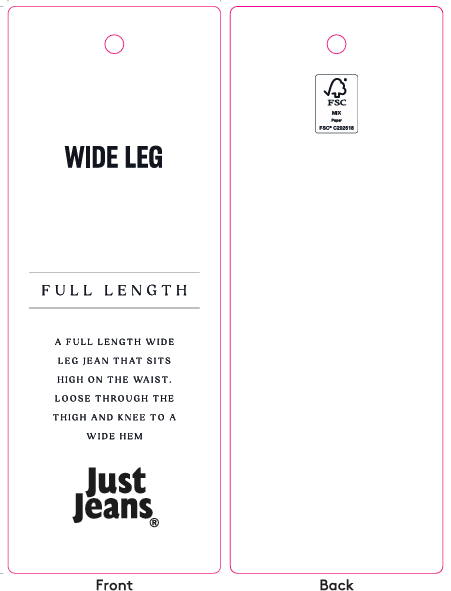 WIDE LEG
FULL LENGTH
A FULL LENGTH WIDE
LEG JEAN THAT SITS
HIGH ON THE WAIST.
LOOSE THROUGH THE
THIGH AND KNEE TO A
WIDE HEM
Just
Jeans®
Front
FSC
MIX
Paper
FSC® C202518
Back